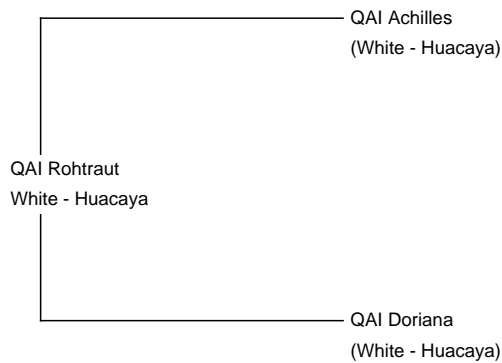 QAI Achilles
(White - Huacaya)
QAI Rohtraut
White - Huacaya
QAI Doriana
(White - Huacaya)